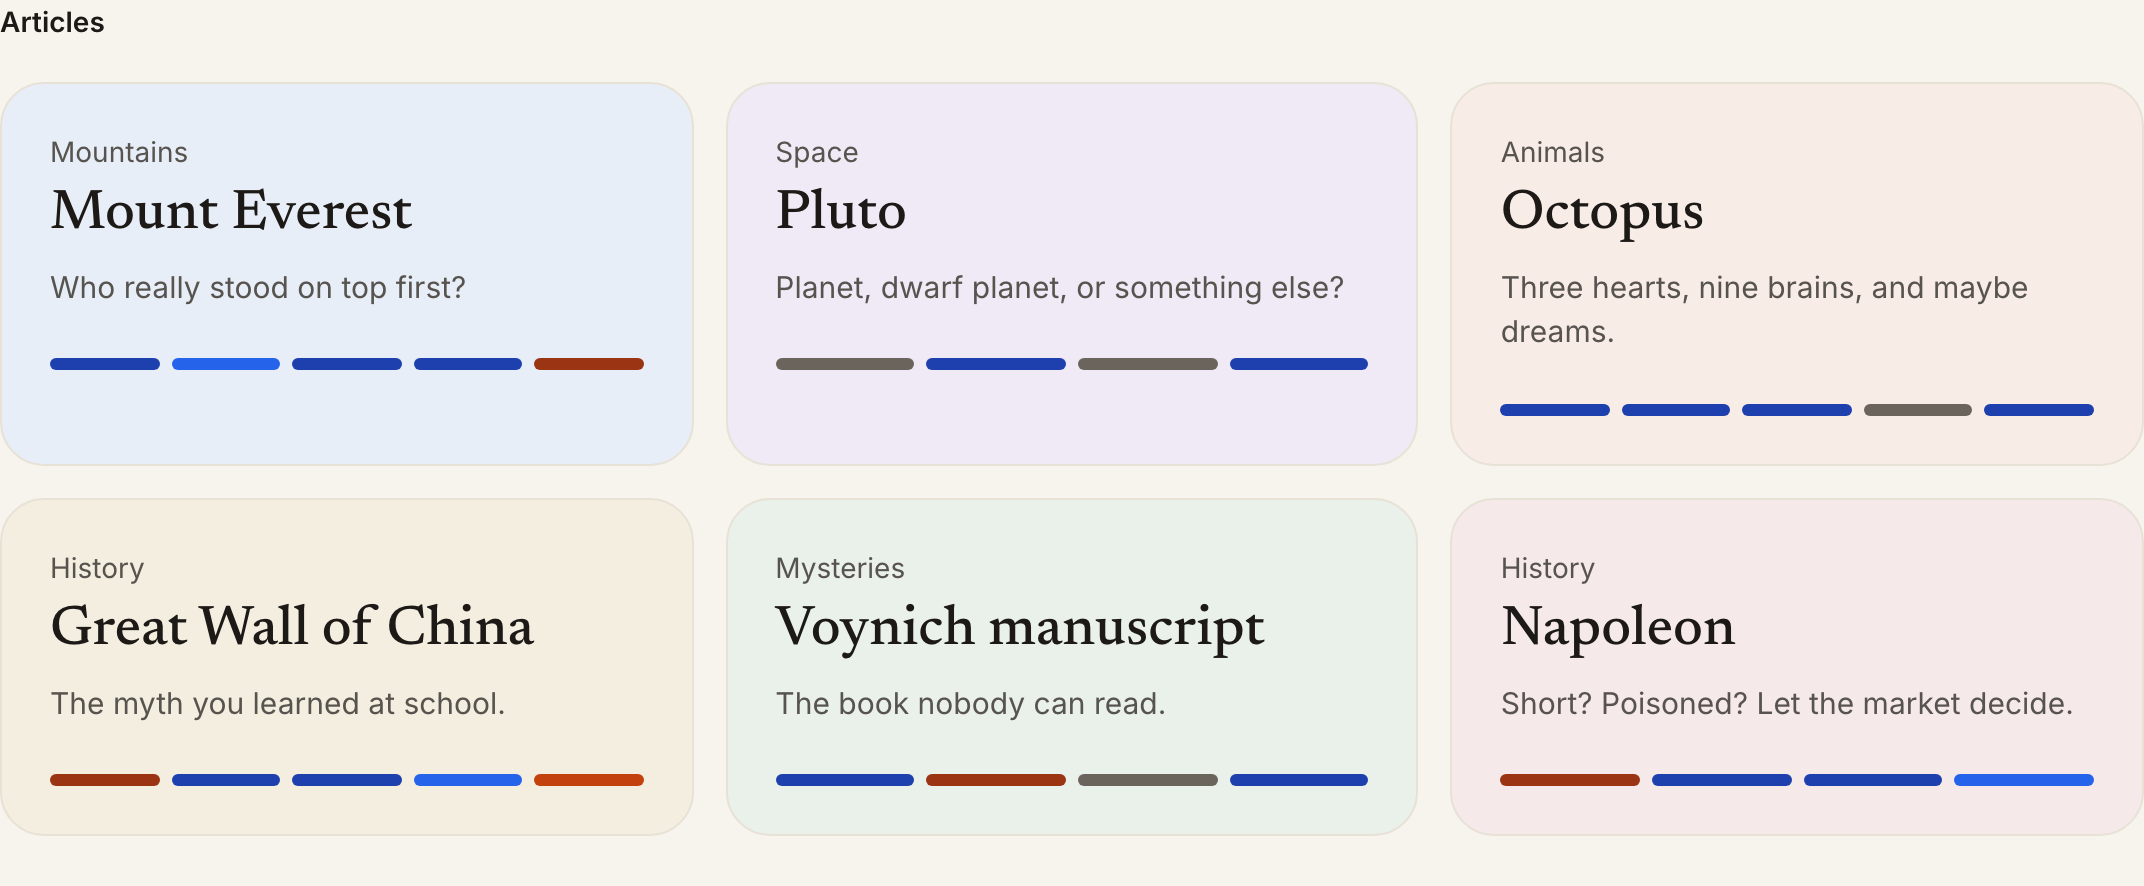 Articles
Mountains
Mount Everest
Who really stood on top first?
Space
Pluto
Planet, dwarf planet, or something else?
Animals
Octopus
Three hearts, nine brains, and maybe
dreams.
History
Great Wall of China
The myth you learned at school.
Mysteries
Voynich manuscript
The book nobody can read.
History
Napoleon
Short? Poisoned? Let the market decide.